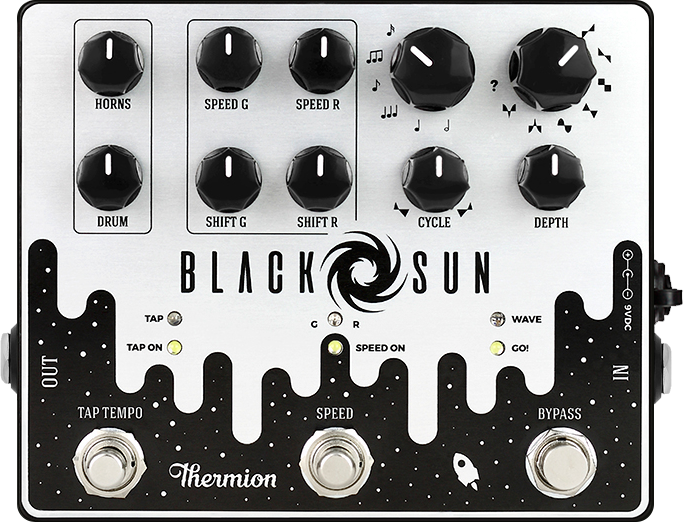 HORNS
SPEED G
SPEED R
DRUM
SHIFT G
SHIFT R
CYCLE
DEPTH
?
BLACK SUN
TAP
G
R
WAVE
TAP ON
SPEED ON
GO!
9VDC
OUT
IN
TAP TEMPO
SPEED
BYPASS
Thermion